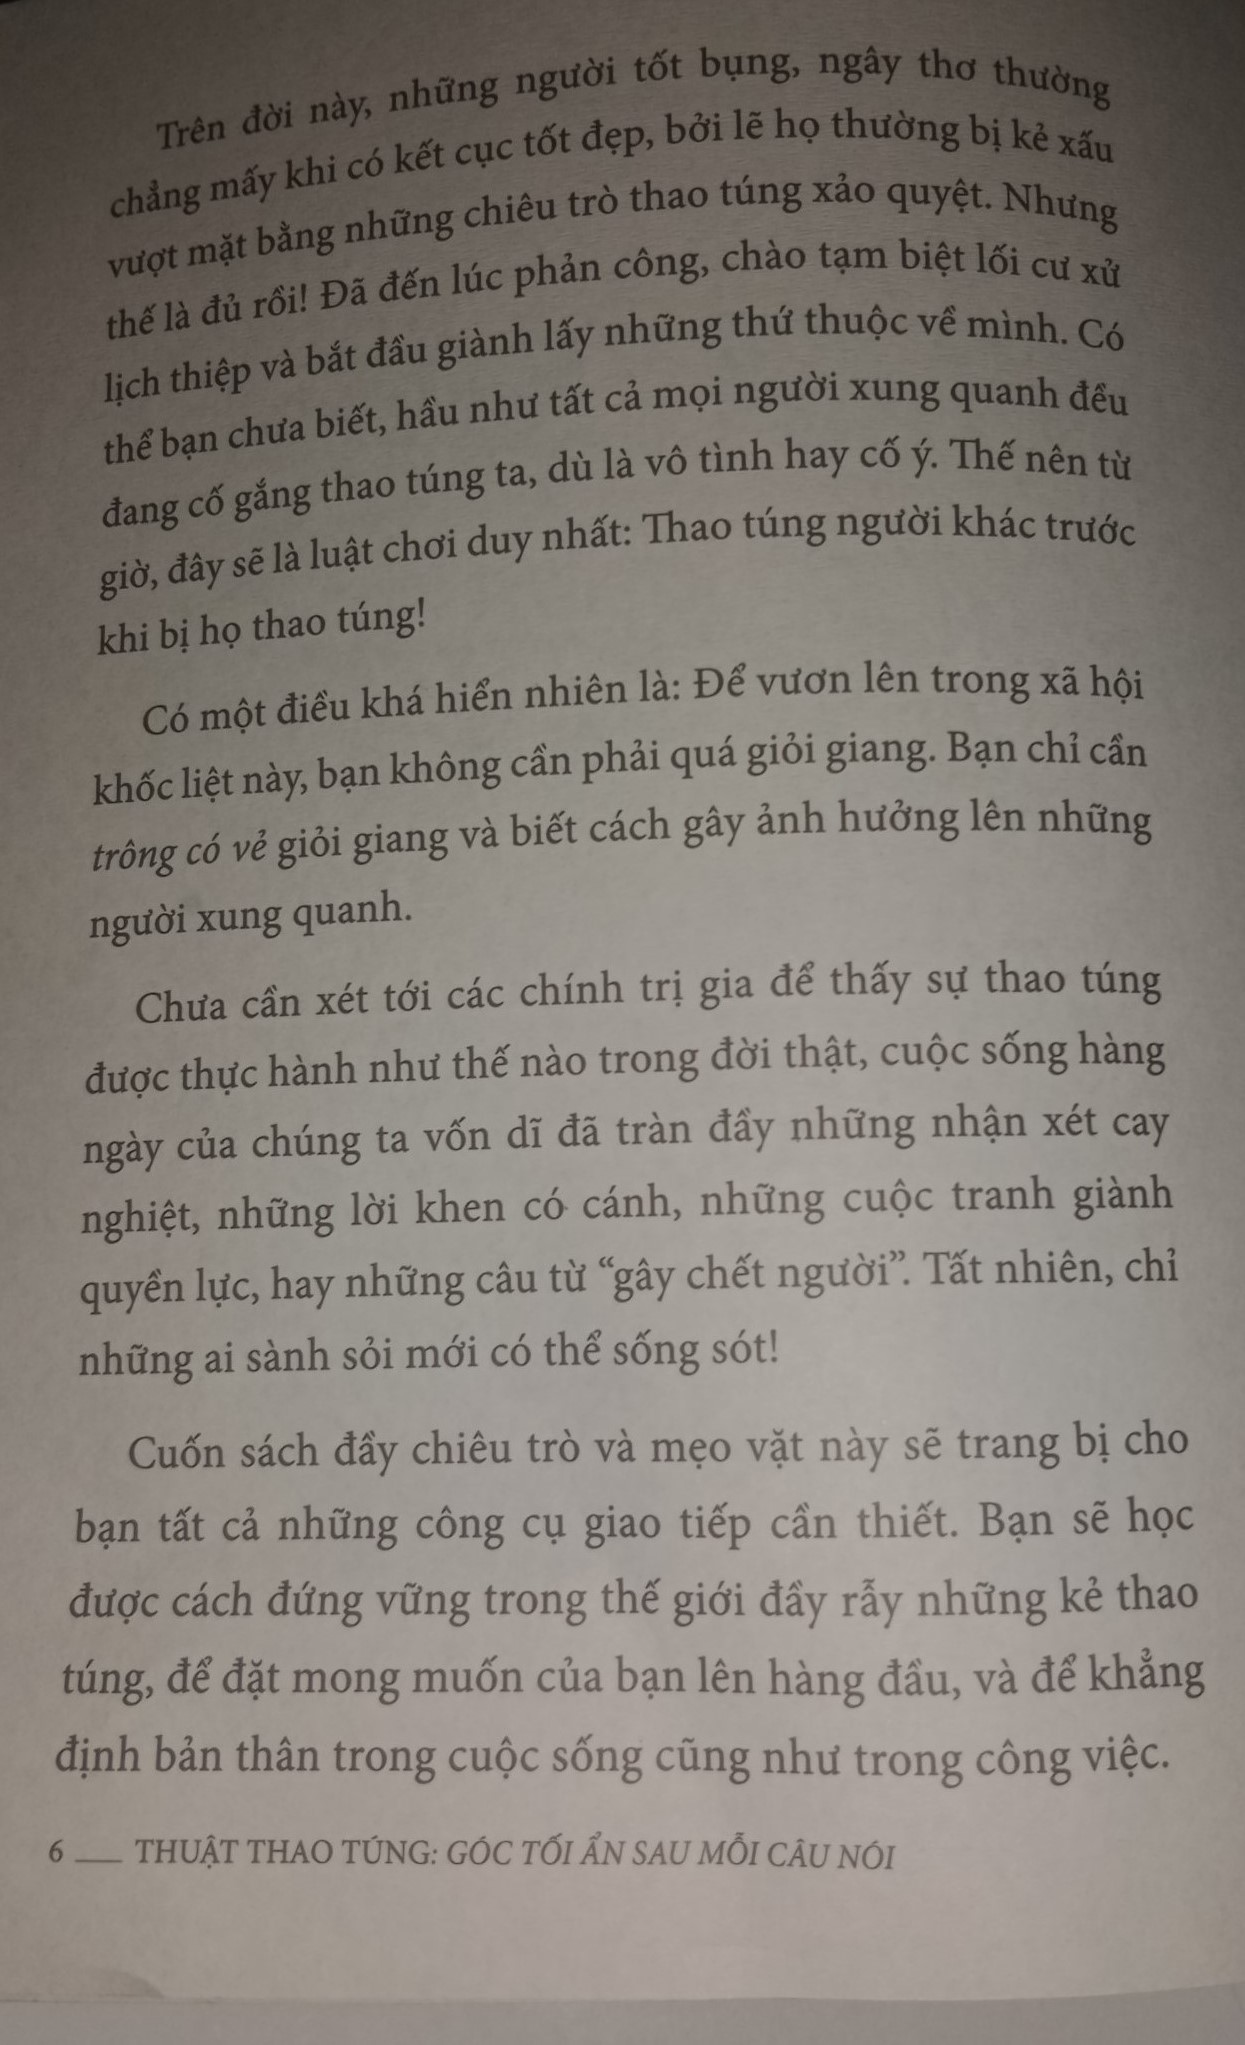 Trên đời này, những người tốt bụng, ngây thơ thường
chẳng mấy khi có kết cục tốt đẹp, bởi lẽ họ thường bị kẻ xấu
vượt mặt bằng những chiêu trò thao túng xảo quyệt. Nhưng
thế là đủ rồi! Đã đến lúc phản công, chào tạm biệt lối cư xử
lịch thiệp và bắt đầu giành lấy những thứ thuộc về mình. Có
thể bạn chưa biết, hầu như tất cả mọi người xung quanh đều
đang cố gắng thao túng ta, dù là vô tình hay cố ý. Thế nên từ
giờ, đây sẽ là luật chơi duy nhất: Thao túng người khác trước
khi bị họ thao túng!
Có một điều khá hiển nhiên là: Để vươn lên trong xã hội
khốc liệt này, bạn không cần phải quá giỏi giang. Bạn chỉ cần
trông có vẻ giỏi giang và biết cách gây ảnh hưởng lên những
người xung quanh.
Chưa cần xét tới các chính trị gia để thấy sự thao túng
được thực hành như thế nào trong đời thật, cuộc sống hàng
ngày của chúng ta vốn dĩ đã tràn đầy những nhận xét cay
nghiệt, những lời khen có cánh, những cuộc tranh giành
quyền lực, hay những câu từ “gây chết người”. Tất nhiên, chỉ
những ai sành sỏi mới có thể sống sót!
Cuốn sách đầy chiêu trò và mẹo vặt này sẽ trang bị cho
bạn tất cả những công cụ giao tiếp cần thiết. Bạn sẽ học
được cách đứng vững trong thế giới đầy rẫy những kẻ thao
túng, để đặt mong muốn của bạn lên hàng đầu, và để khẳng
định bản thân trong cuộc sống cũng như trong công việc.
6 ___ THUẬT THAO TÚNG: GÓC TỐI ẨN SAU MỖI CÂU NÓI